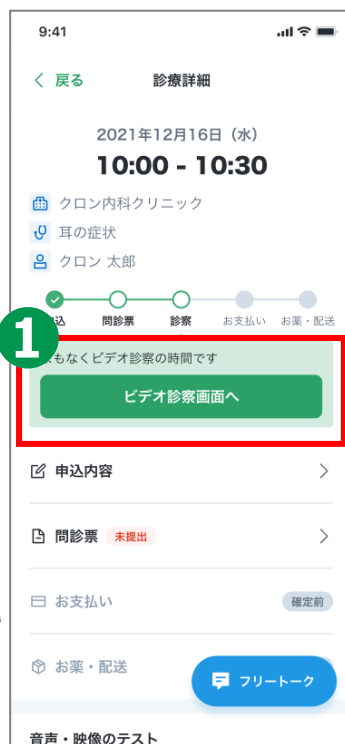 9:41
戻る 診療詳細
2021年12月16日（水）
10:00 - 10:30
クロン内科クリニック
耳の症状
クロン 太郎
込 問診票 診察 お支払い お薬・配送
1
もなくビデオ診察の時間です
ビデオ診察画面へ
申込内容
問診票 未提出
お支払い 確定前
お薬・配送
フリートーク
音声・映像のテスト